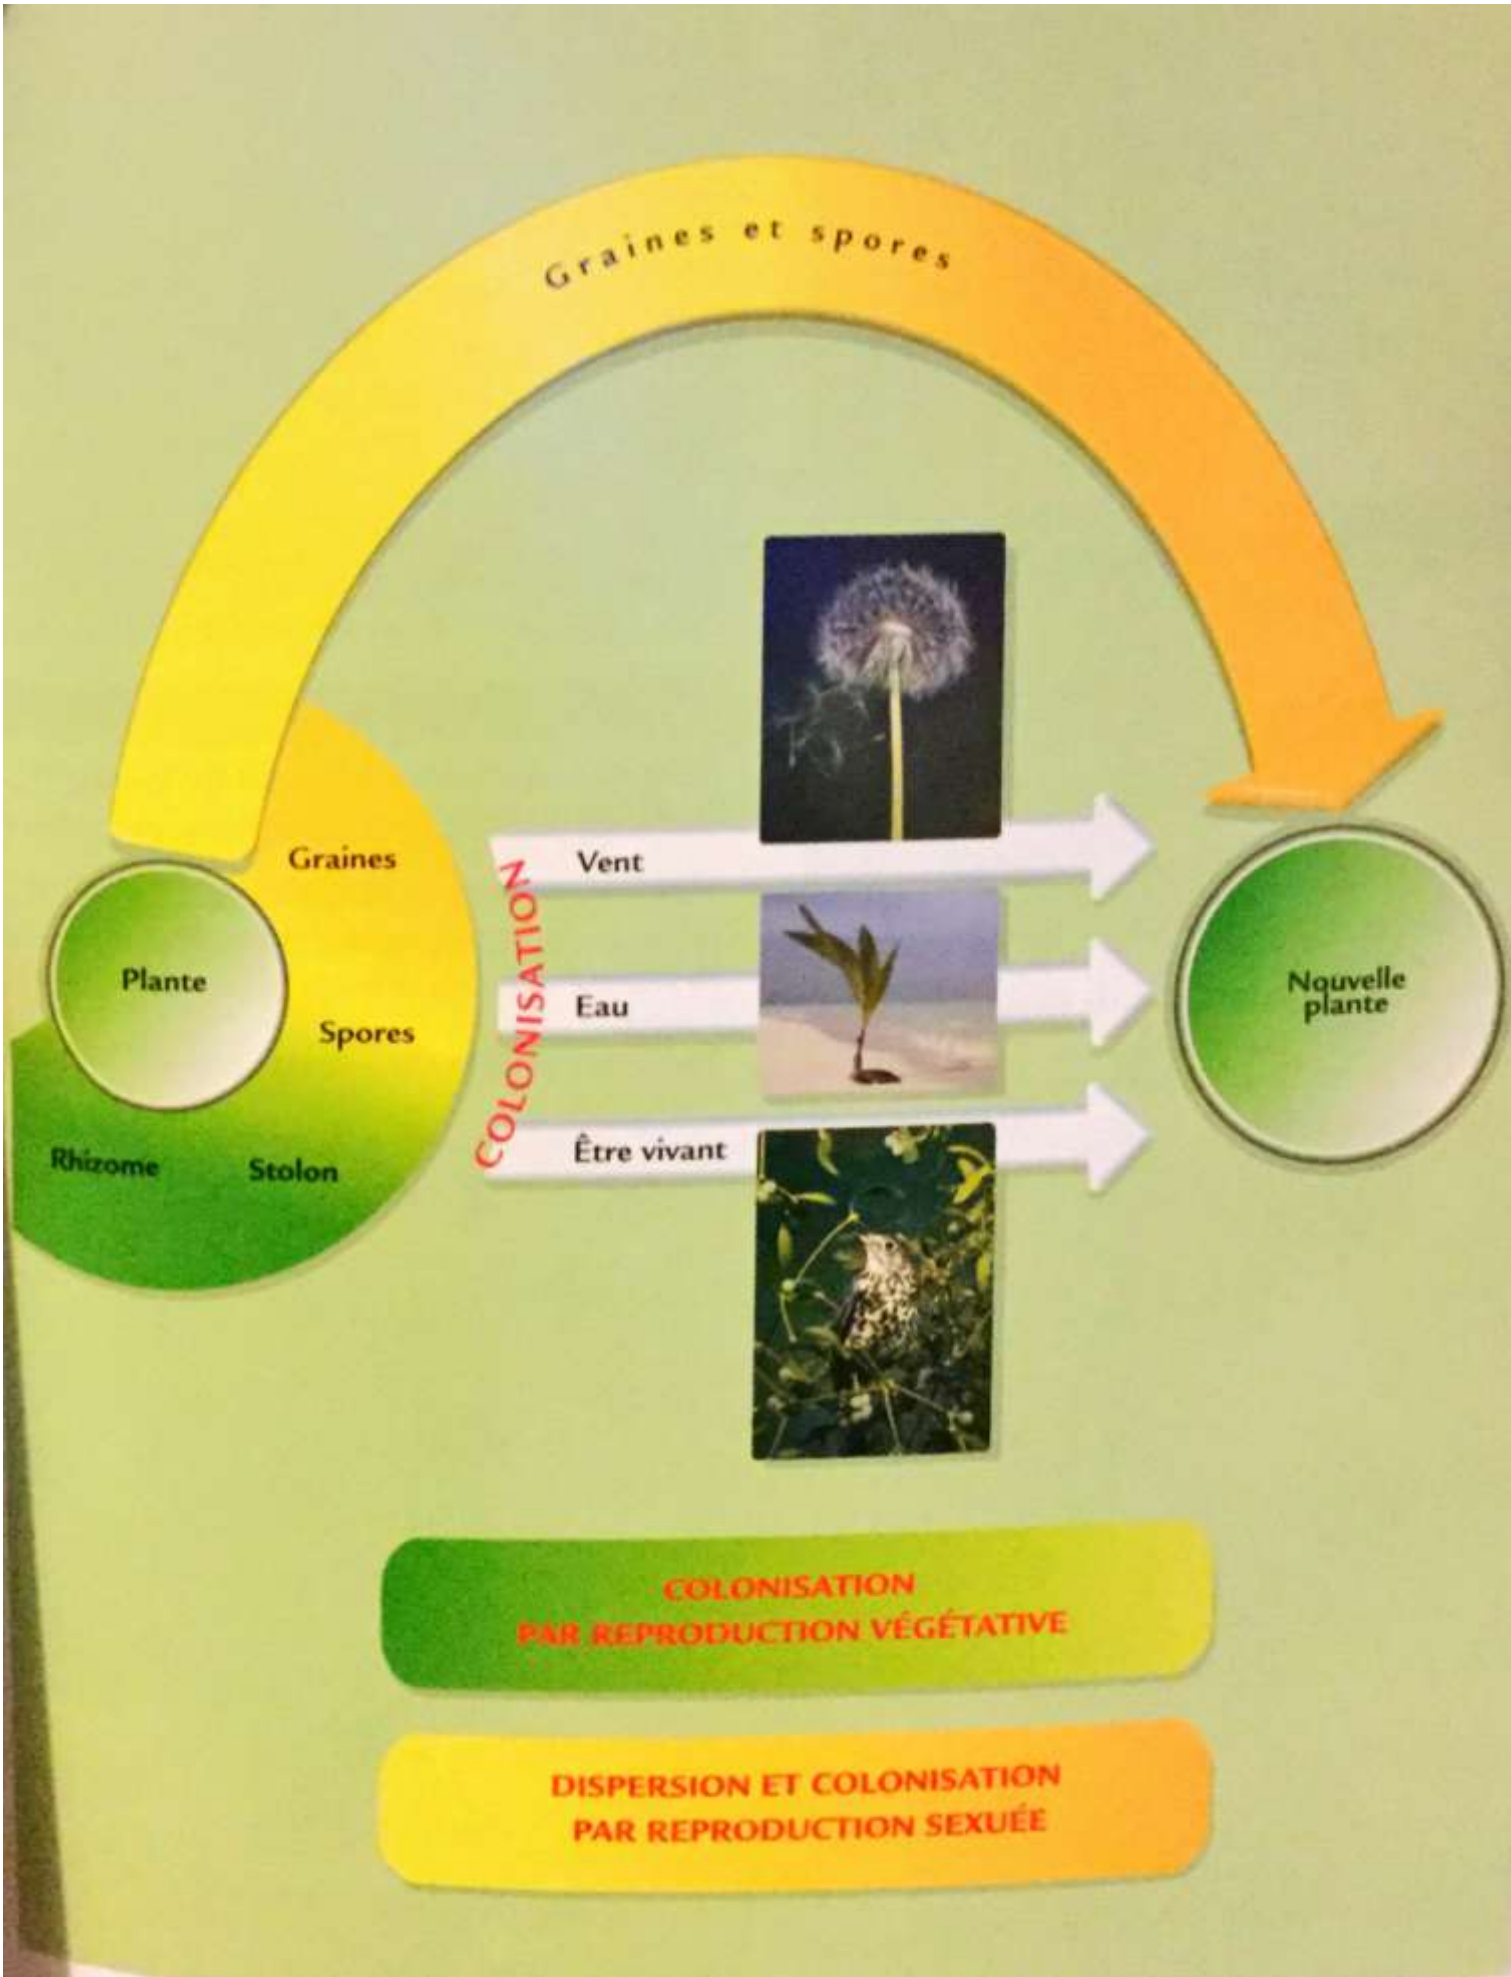 Graines et spores
Graines
Plante
Spores
Rhizome
Stolon
COLONISATION
Vent
Eau
Être vivant
Nouvelle
plante
COLONISATION
PAR REPRODUCTION VÉGÉTATIVE
DISPERSION ET COLONISATION
PAR REPRODUCTION SEXUÉE